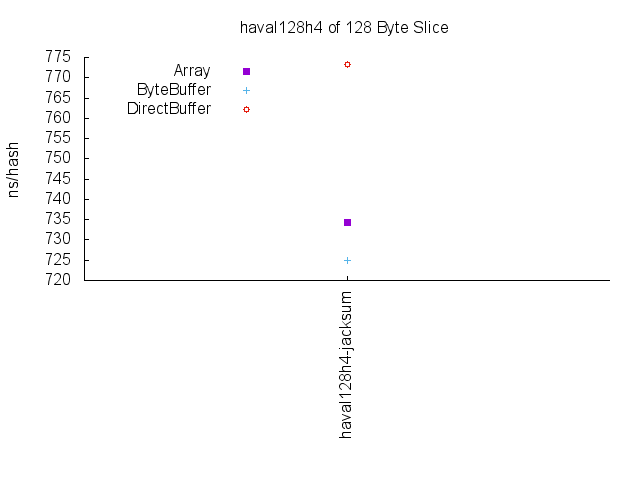 haval128h4 of 128 Byte Slice
775
770
765
760
755
750
745
740
735
730
725
720
ns/hash
Array
ByteBuffer
DirectBuffer
haval128h4-jacksum